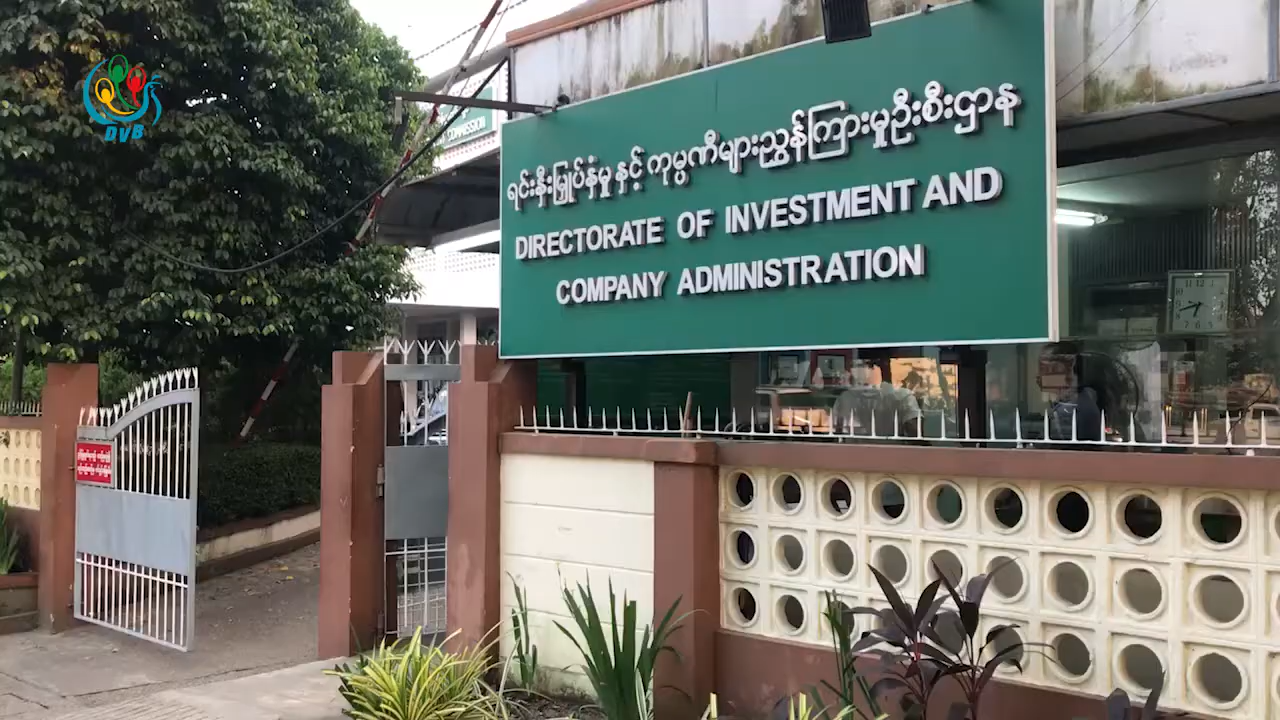 DVB
COMMISSION
ရင်းနှီးမြှုပ်နှံမှု နှင့် ကုမ္ပဏီများညွှန်ကြားမှုဦးစီးဌာန
DIRECTORATE OF INVESTMENT AND
COMPANY ADMINISTRATION